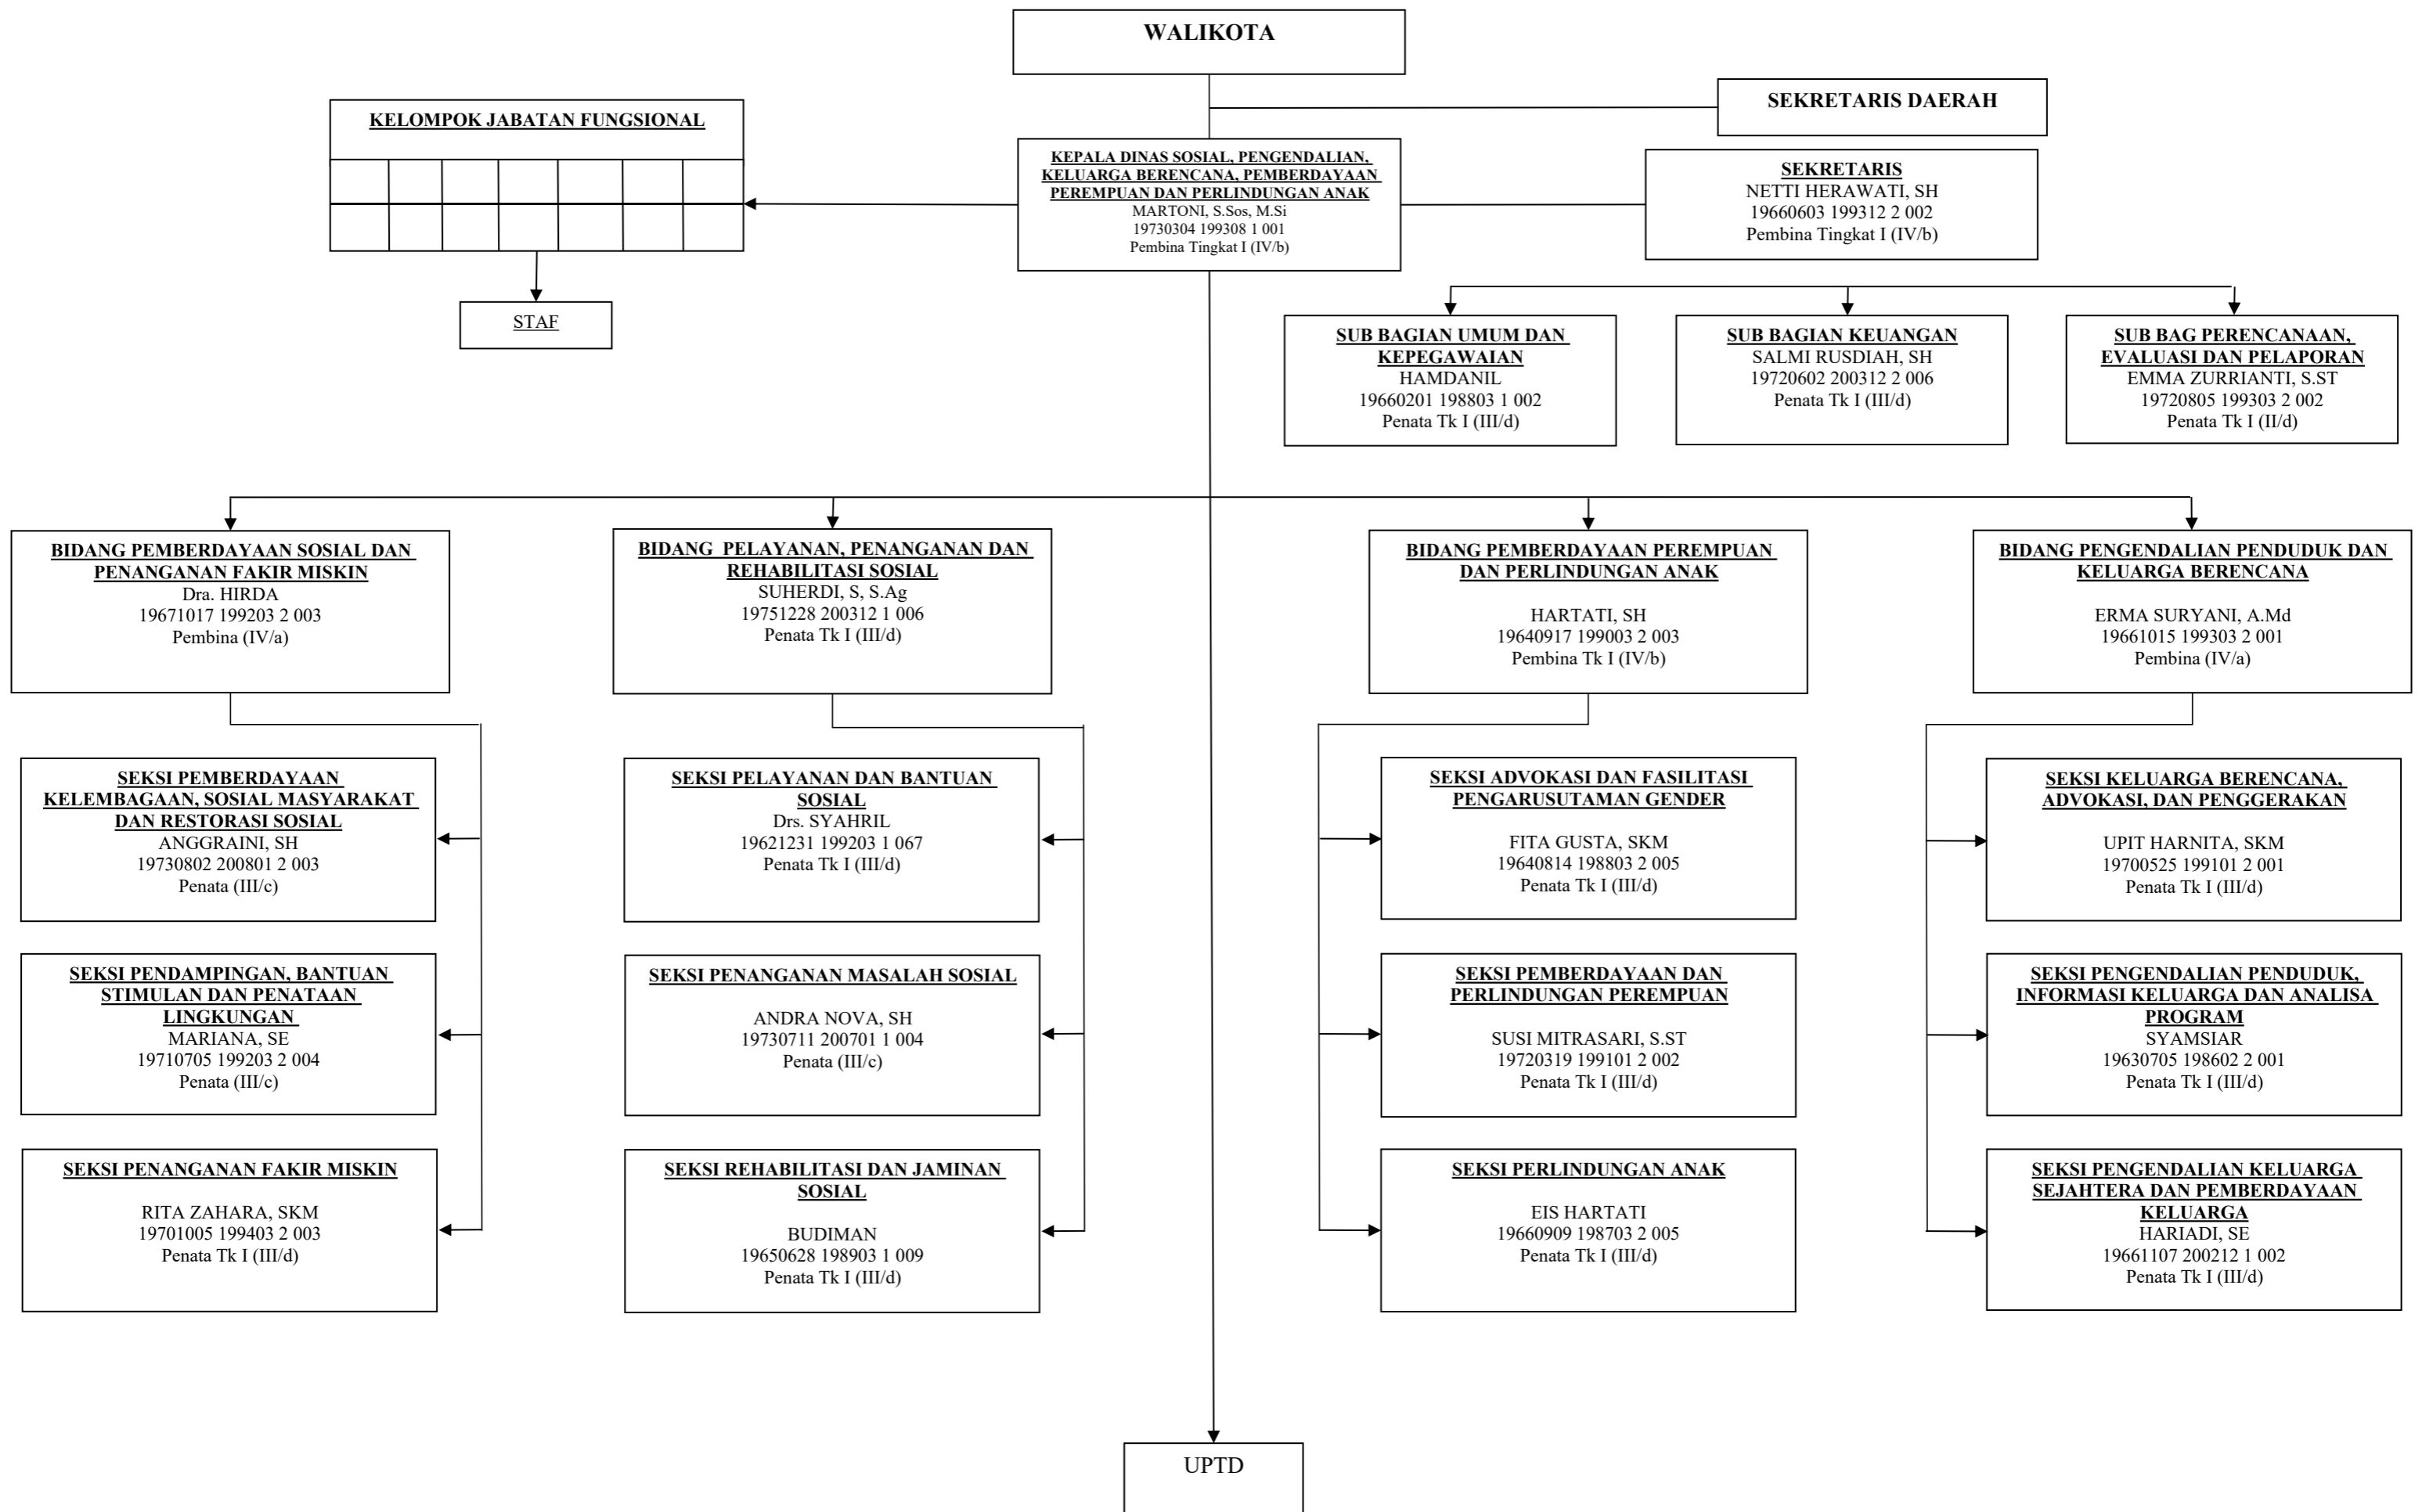 WALIKOTA
SEKRETARIS DAERAH
KELOMPOK JABATAN FUNGSIONAL
KEPALA DINAS SOSIAL, PENGENDALIAN,
KELUARGA BERENCANA, PEMBERDAYAAN
PEREMPUAN DAN PERLINDUNGAN ANAK
MARTONI, S.Sos, M.Si
19730304 199308 1 001
Pembina Tingkat I (IV/b)
SEKRETARIS
NETTI HERAWATI, SH
19660603 199312 2 002
Pembina Tingkat I (IV/b)
STAF
SUB BAGIAN UMUM DAN
KEPEGAWAIAN
HAMDANIL
19660201 198803 1 002
Penata Tk I (III/d)
SUB BAGIAN KEUANGAN
SALMI RUSDIAH, SH
19720602 200312 2 006
Penata Tk I (III/d)
SUB BAG PERENCANAAN,
EVALUASI DAN PELAPORAN
EMMA ZURRIANTI, S.ST
19720805 199303 2 002
Penata Tk I (II/d)
BIDANG PEMBERDAYAAN SOSIAL DAN
PENANGANAN FAKIR MISKIN
Dra. HIRDA
19671017 199203 2 003
Pembina (IV/a)
BIDANG  PELAYANAN, PENANGANAN DAN
REHABILITASI SOSIAL
SUHERDI, S, S.Ag
19751228 200312 1 006
Penata Tk I (III/d)
BIDANG PEMBERDAYAAN PEREMPUAN
DAN PERLINDUNGAN ANAK
HARTATI, SH
19640917 199003 2 003
Pembina Tk I (IV/b)
BIDANG PENGENDALIAN PENDUDUK DAN
KELUARGA BERENCANA
ERMA SURYANI, A.Md
19661015 199303 2 001
Pembina (IV/a)
SEKSI PEMBERDAYAAN
KELEMBAGAAN, SOSIAL MASYARAKAT
DAN RESTORASI SOSIAL
ANGGRAINI, SH
19730802 200801 2 003
Penata (III/c)
SEKSI PELAYANAN DAN BANTUAN
SOSIAL
Drs. SYAHRIL
19621231 199203 1 067
Penata Tk I (III/d)
SEKSI ADVOKASI DAN FASILITASI
PENGARUSUTAMAN GENDER
FITA GUSTA, SKM
19640814 198803 2 005
Penata Tk I (III/d)
SEKSI KELUARGA BERENCANA,
ADVOKASI, DAN PENGGERAKAN
UPIT HARNITA, SKM
19700525 199101 2 001
Penata Tk I (III/d)
SEKSI PENDAMPINGAN, BANTUAN
STIMULAN DAN PENATAAN
LINGKUNGAN
MARIANA, SE
19710705 199203 2 004
Penata (III/c)
SEKSI PENANGANAN MASALAH SOSIAL
ANDRA NOVA, SH
19730711 200701 1 004
Penata (III/c)
SEKSI PEMBERDAYAAN DAN
PERLINDUNGAN PEREMPUAN
SUSI MITRASARI, S.ST
19720319 199101 2 002
Penata Tk I (III/d)
SEKSI PENGENDALIAN PENDUDUK,
INFORMASI KELUARGA DAN ANALISA
PROGRAM
SYAMSIAR
19630705 198602 2 001
Penata Tk I (III/d)
SEKSI PENANGANAN FAKIR MISKIN
RITA ZAHARA, SKM
19701005 199403 2 003
Penata Tk I (III/d)
SEKSI REHABILITASI DAN JAMINAN
SOSIAL
BUDIMAN
19650628 198903 1 009
Penata Tk I (III/d)
SEKSI PERLINDUNGAN ANAK
EIS HARTATI
19660909 198703 2 005
Penata Tk I (III/d)
SEKSI PENGENDALIAN KELUARGA
SEJAHTERA DAN PEMBERDAYAAN
KELUARGA
HARIADI, SE
19661107 200212 1 002
Penata Tk I (III/d)
UPTD